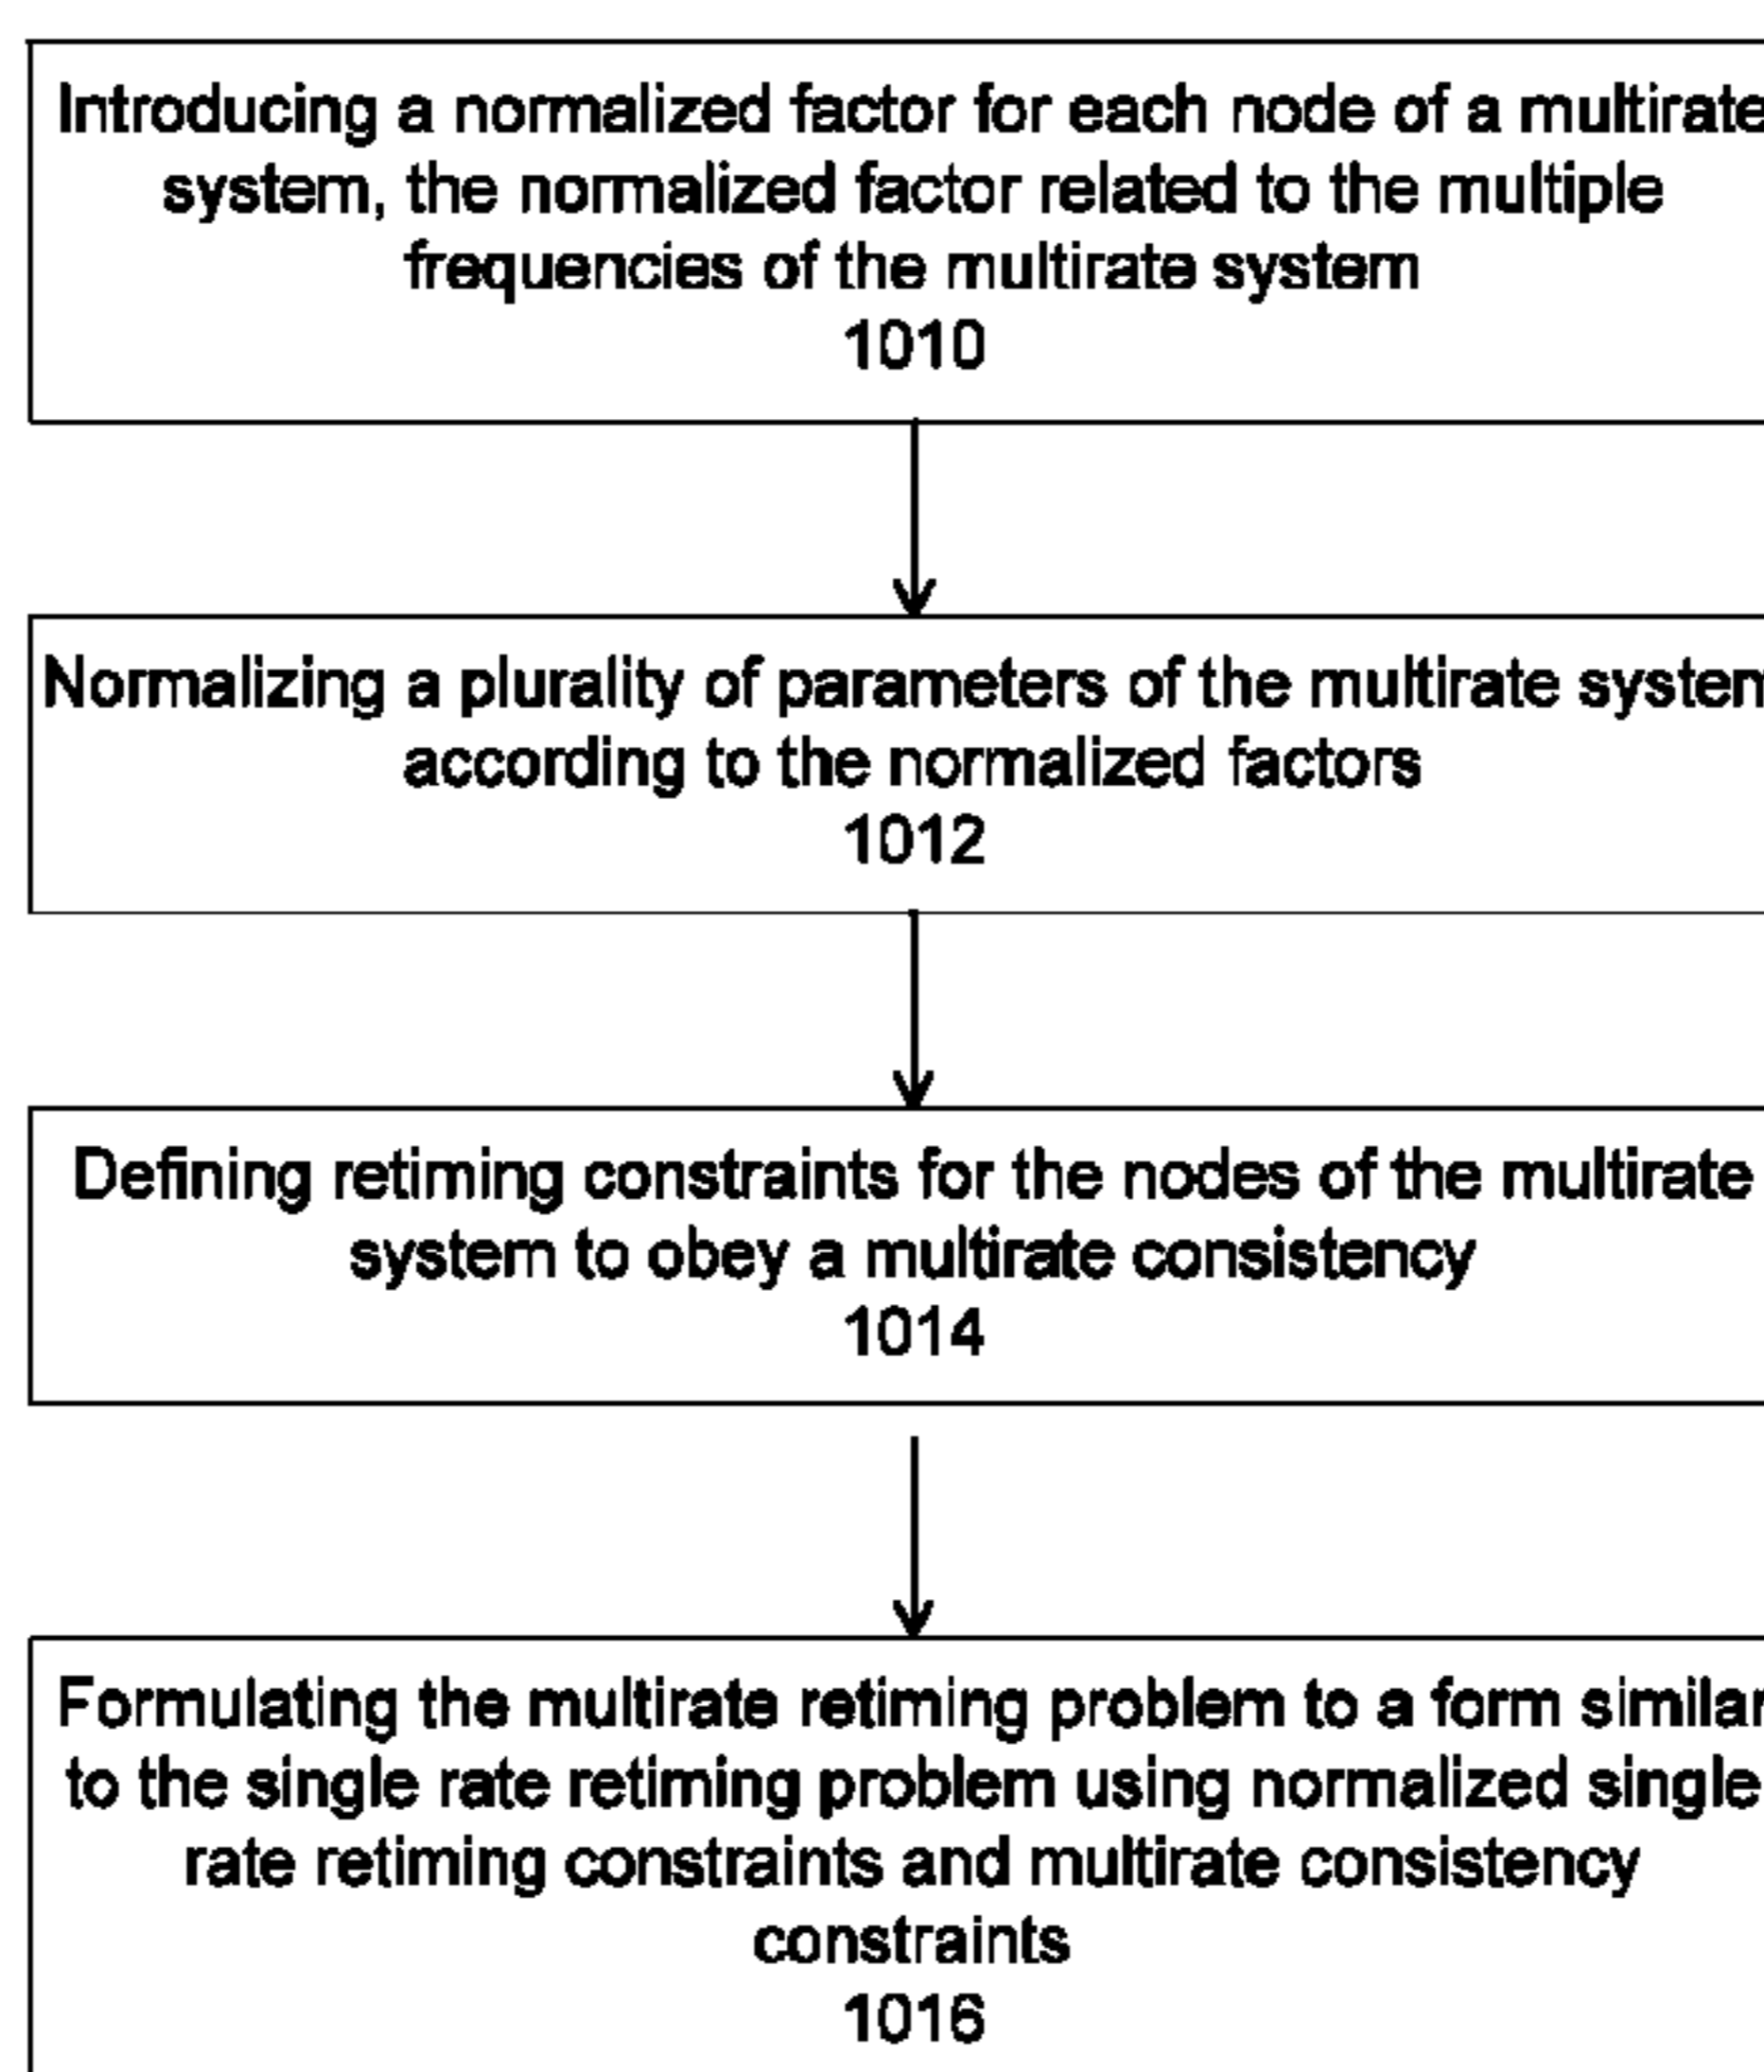 Introducing a normalized factor for each node of a multirate
system, the normalized factor related to the multiple
frequencies of the multirate system
1010
Normalizing a plurality of parameters of the multirate system
according to the normalized factors
1012
Defining retiming constraints for the nodes of the multirate
system to obey a multirate consistency
1014
Formulating the multirate retiming problem to a form similar
to the single rate retiming problem using normalized single
rate retiming constraints and multirate consistency
constraints
1016